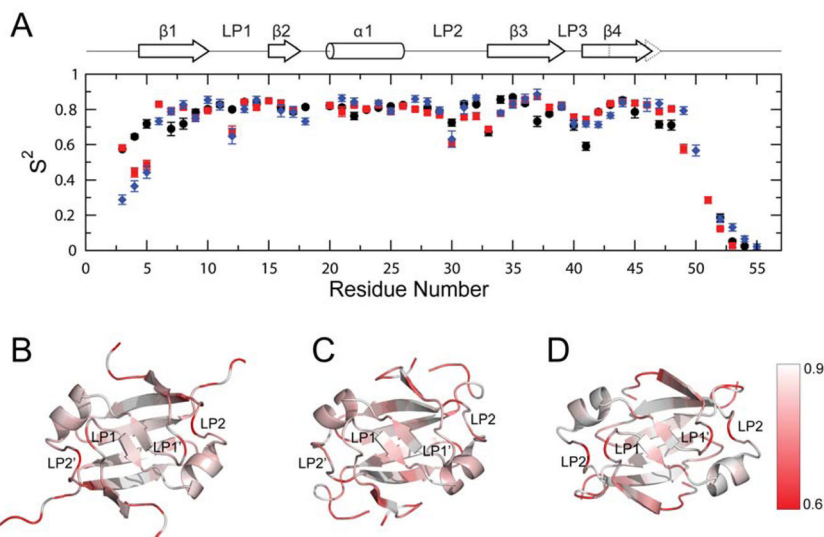 A
β1 LP1 β2 α1 LP2 β3 LP3 β4
1
0.8
0.6
S²
0.4
0.2
0
0 5 10 15 20 25 30 35 40 45 50 55
Residue Number
B C D
0.9
LP2 LP1 LP1' LP2'
LP2 LP1 LP1' LP2'
LP2 LP1 LP1' LP2
0.6